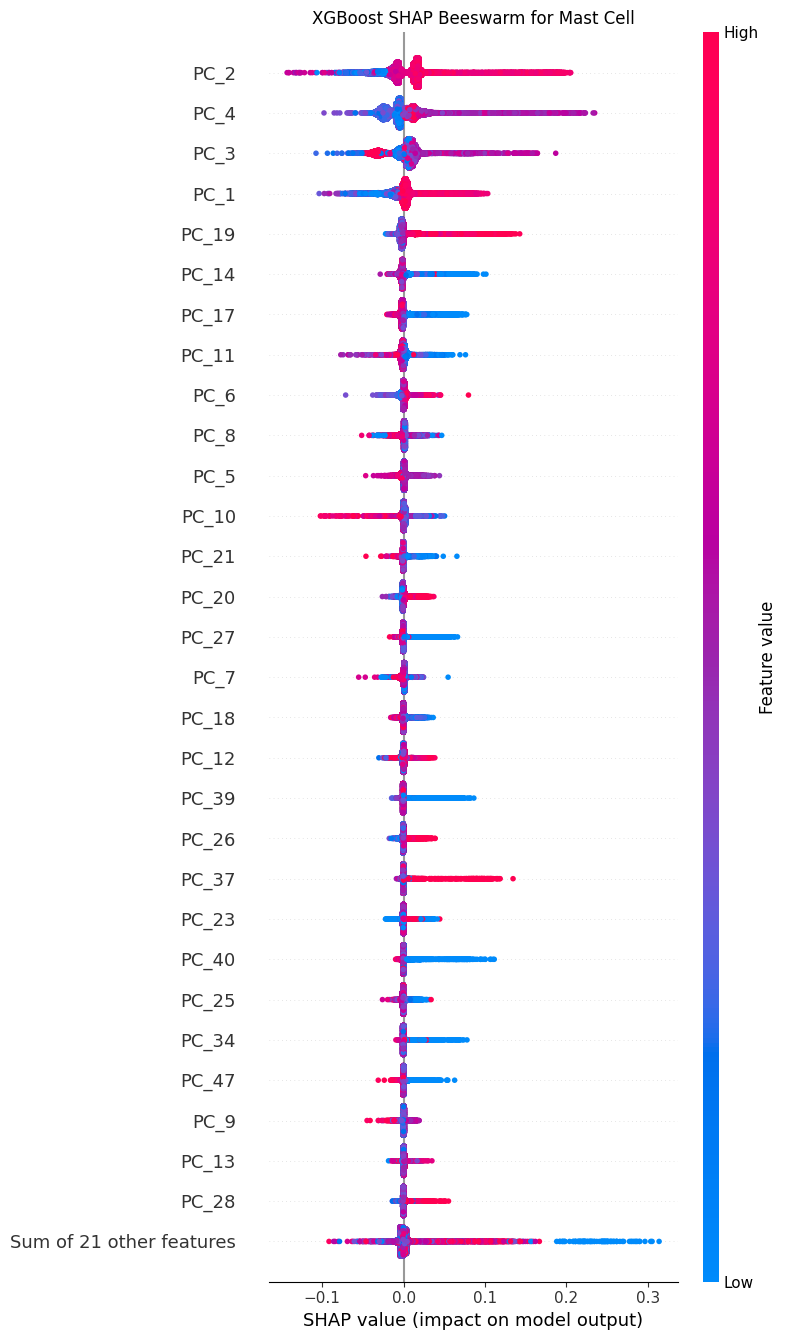 XGBoost SHAP Beeswarm for Mast Cell
High
PC_2
PC_4
PC_3
PC_1
PC_19
PC_14
PC_17
PC_11
PC_6
PC_8
PC_5
PC_10
PC_21
PC_20
PC_27
PC_7
PC_18
PC_12
PC_39
PC_26
PC_37
PC_23
PC_40
PC_25
PC_34
PC_47
PC_9
PC_13
PC_28
Sum of 21 other features
Feature value
Low
−0.1 0.0 0.1 0.2 0.3
SHAP value (impact on model output)